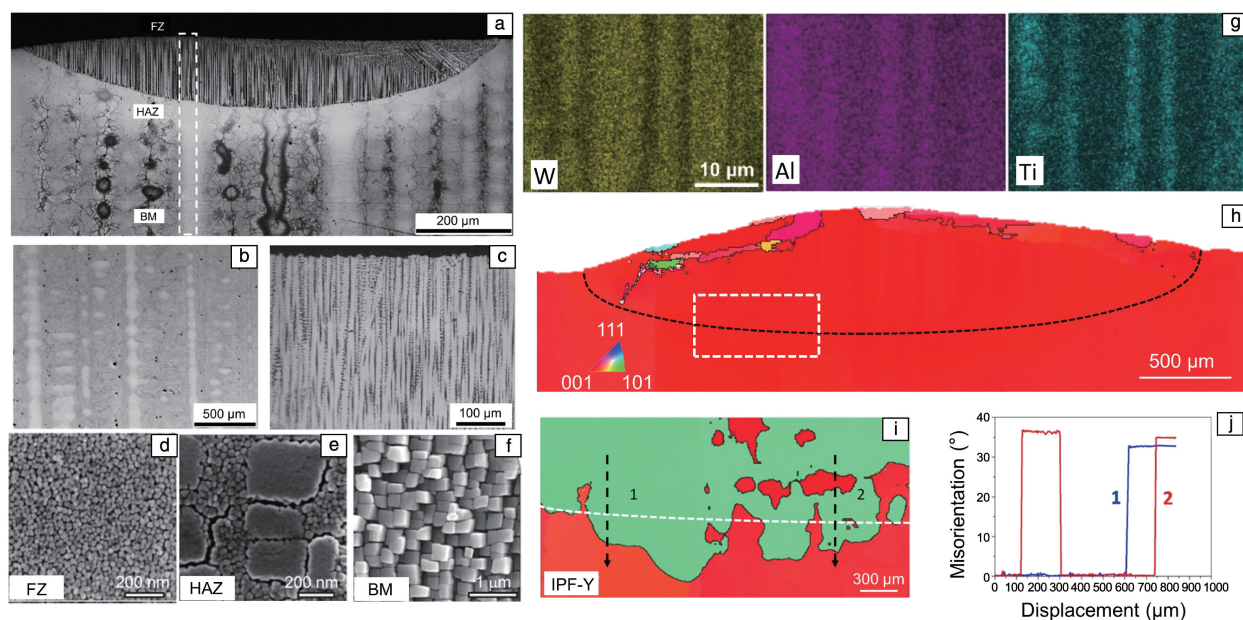 a
FZ
HAZ
BM
200 µm
b
500 µm
c
100 µm
d
FZ
200 nm
e
HAZ
200 nm
f
BM
1 µm
g
W
10 µm
Al
Ti
h
111
001
101
500 µm
i
1
2
IPF-Y
300 µm
j
Misorientation (°)
40
30
20
10
0
1
2
0 100 200 300 400 500 600 700 800 900 1000
Displacement (µm)